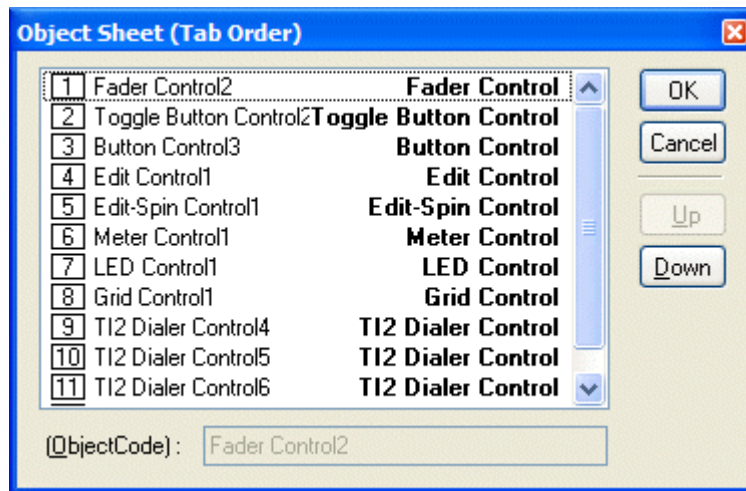 Object Sheet (Tab Order)
1 Fader Control2 Fader Control
2 Toggle Button Control2 Toggle Button Control
3 Button Control3 Button Control
4 Edit Control1 Edit Control
5 Edit-Spin Control1 Edit-Spin Control
6 Meter Control1 Meter Control
7 LED Control1 LED Control
8 Grid Control1 Grid Control
9 TI2 Dialer Control4 TI2 Dialer Control
10 TI2 Dialer Control5 TI2 Dialer Control
11 TI2 Dialer Control6 TI2 Dialer Control
OK
Cancel
Up
Down
(ObjectCode) : Fader Control2